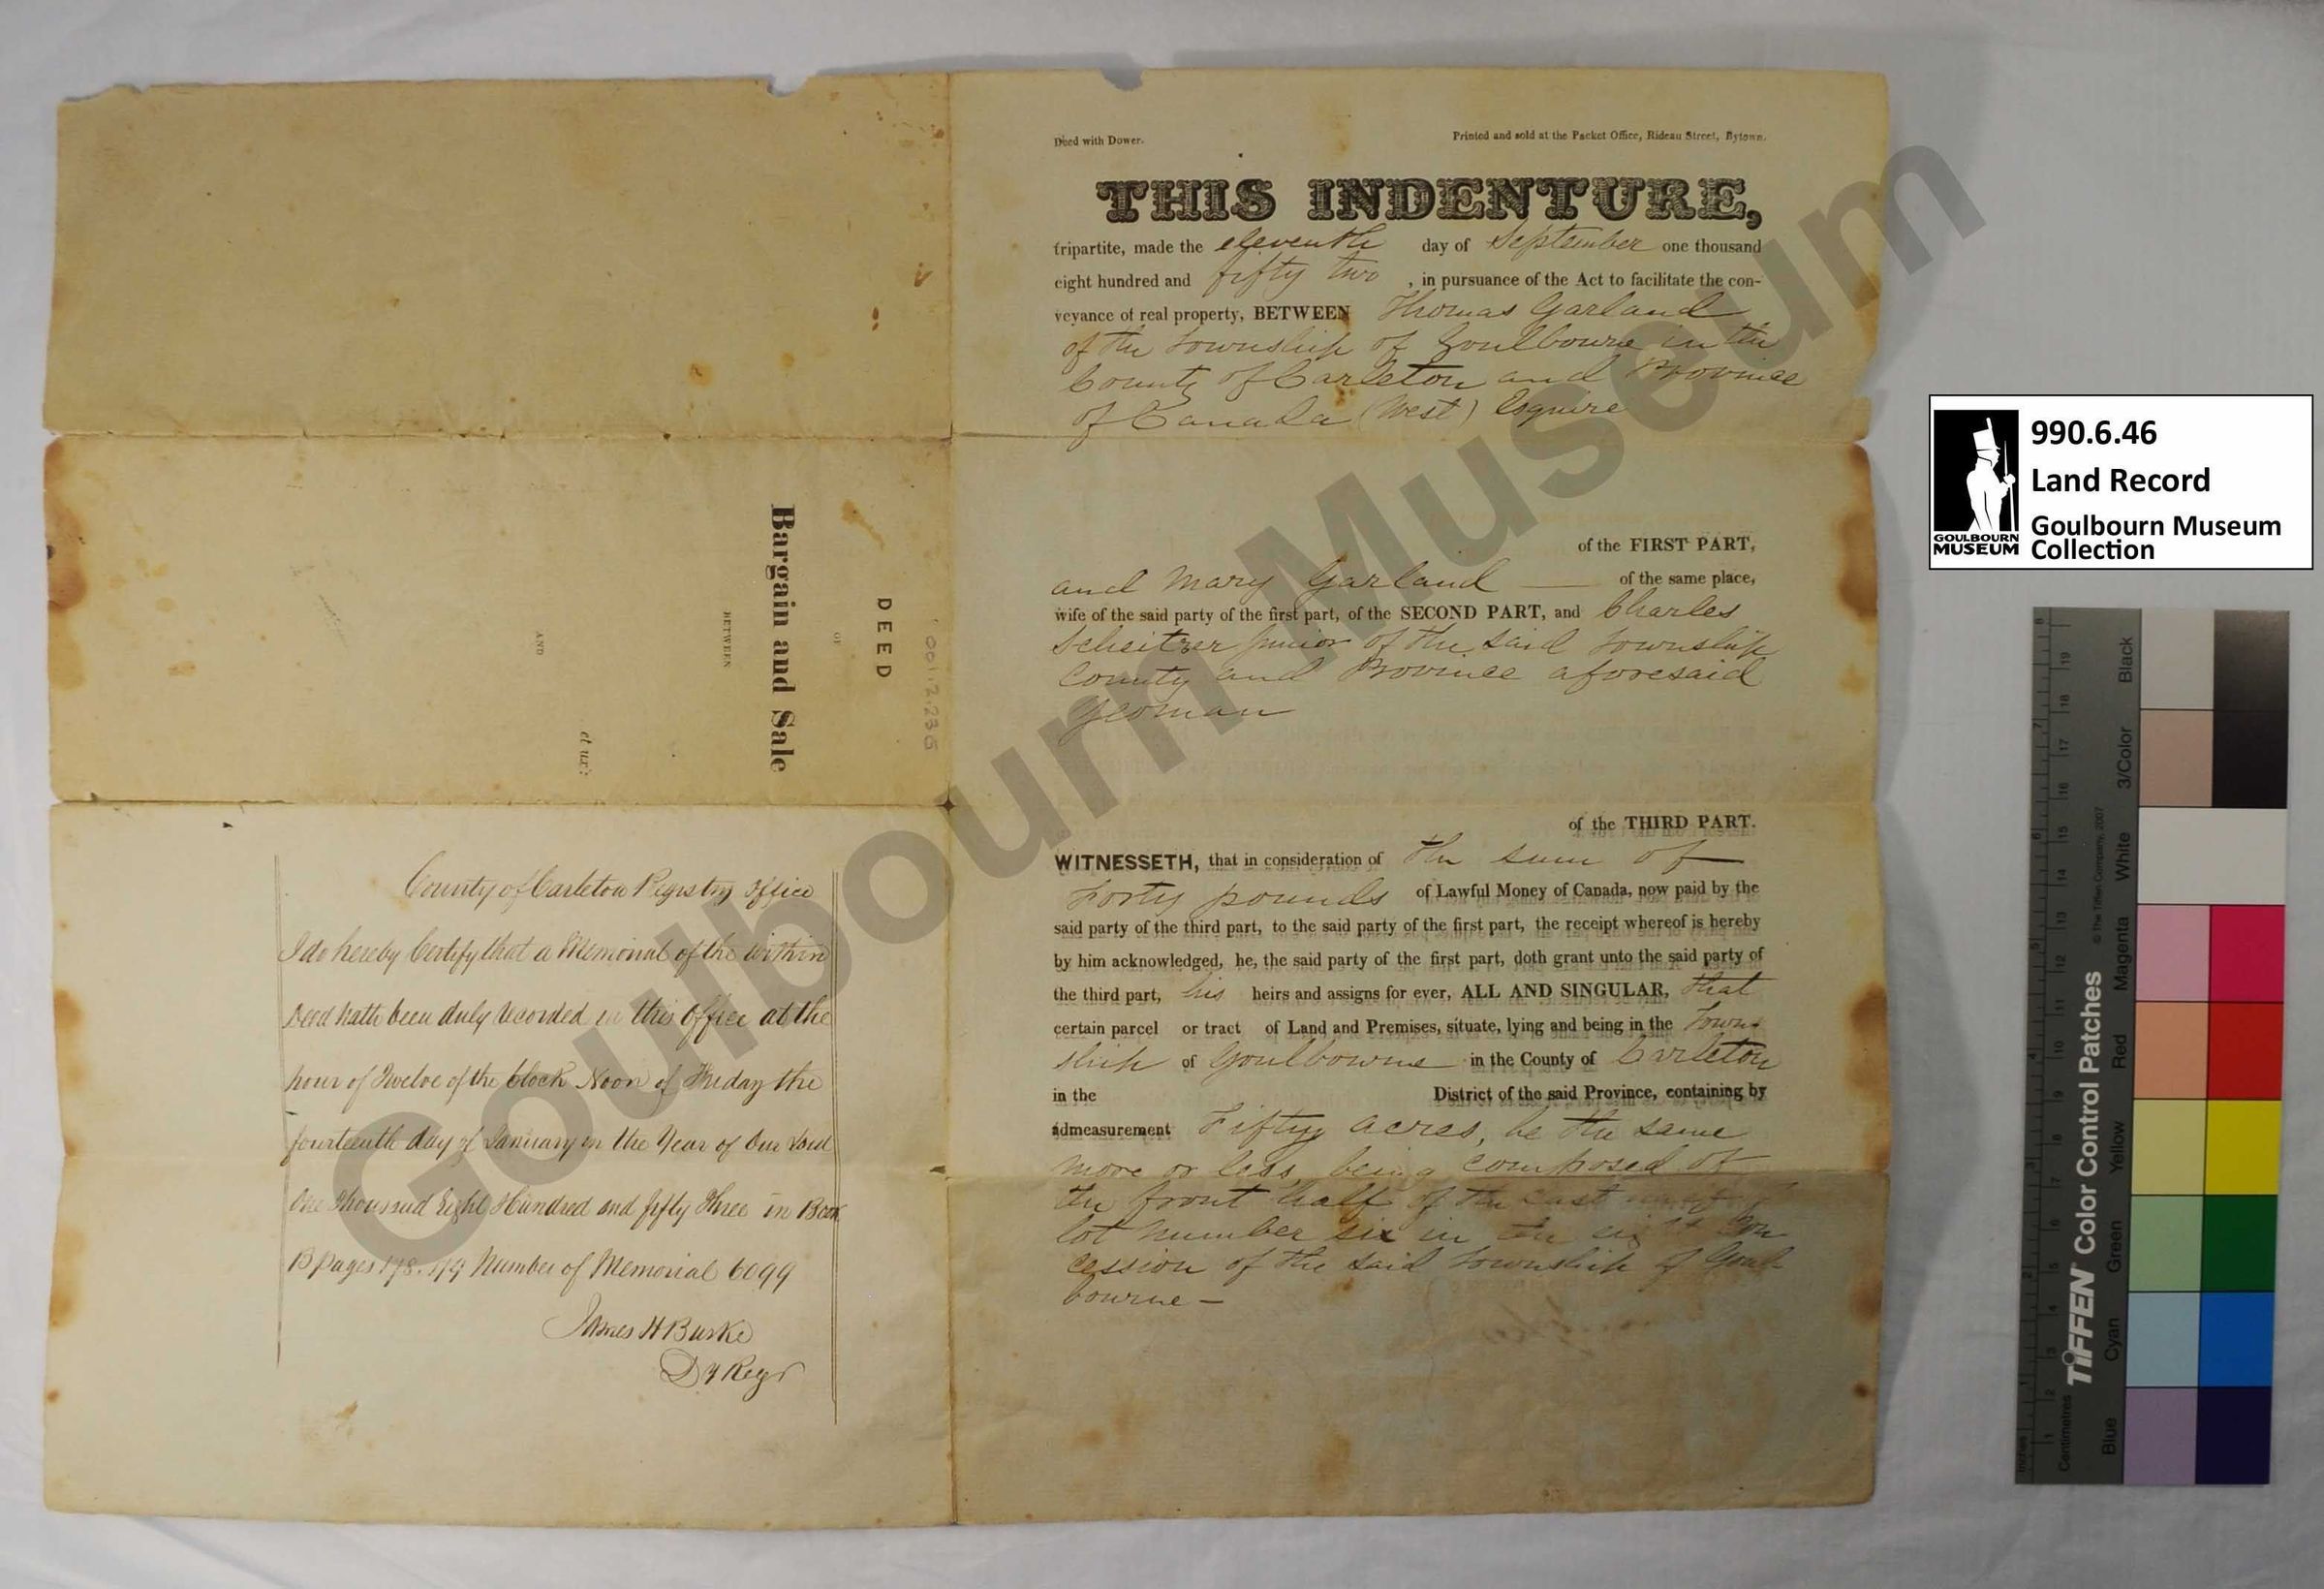 Deed with Dower.
Printed and sold at the Packet Office, Rideau Street, Bytown.
THIS INDENTURE,
tripartite, made the eleventh day of September one thousand
eight hundred and fifty two , in pursuance of the Act to facilitate the con-
veyance of real property, BETWEEN Thomas Garland
of the Township of Goulbourne in the
County of Carleton and Province
of Canada (West) Esquire
of the FIRST PART,
and Mary Garland — of the same place,
wife of the said party of the first part, of the SECOND PART, and Charles
Junior of the said Township
County and Province aforesaid
Yeoman
of the THIRD PART.
WITNESSETH, that in consideration of the sum of
Forty pounds of Lawful Money of Canada, now paid by the
said party of the third part, to the said party of the first part, the receipt whereof is hereby
by him acknowledged, he, the said party of the first part, doth grant unto the said party of
the third part, his heirs and assigns for ever, ALL AND SINGULAR, that
certain parcel or tract of Land and Premises, situate, lying and being in the Town-
ship of Goulbourne in the County of Carleton
in the District of the said Province, containing by
admeasurement Fifty acres, be the same
more or less, being composed of
the front half of the east
lot number six in the Con
cession of the said Township of Goul
bourne —
DEED
OF
Bargain and Sale
BETWEEN
et ux:
AND
001.2.235
County of Carleton Registry Office
I do hereby Certify that a Memorial of the within
Deed hath been duly recorded in this Office at the
hour of Twelve of the Clock Noon of Friday the
fourteenth day of January in the Year of Our Lord
One Thousand Eight Hundred and fifty Three in Book
B pages 178.179 Number of Memorial 6099
James H Burke
Dy Regr
Goulbourn Museum
990.6.46
Land Record
Goulbourn Museum
Collection
GOULBOURN
MUSEUM
TIFFEN Color Control Patches
© The Tiffen Company, 2007
Blue Cyan Green Yellow Red Magenta White 3/Color Black
Inches
Centimetres